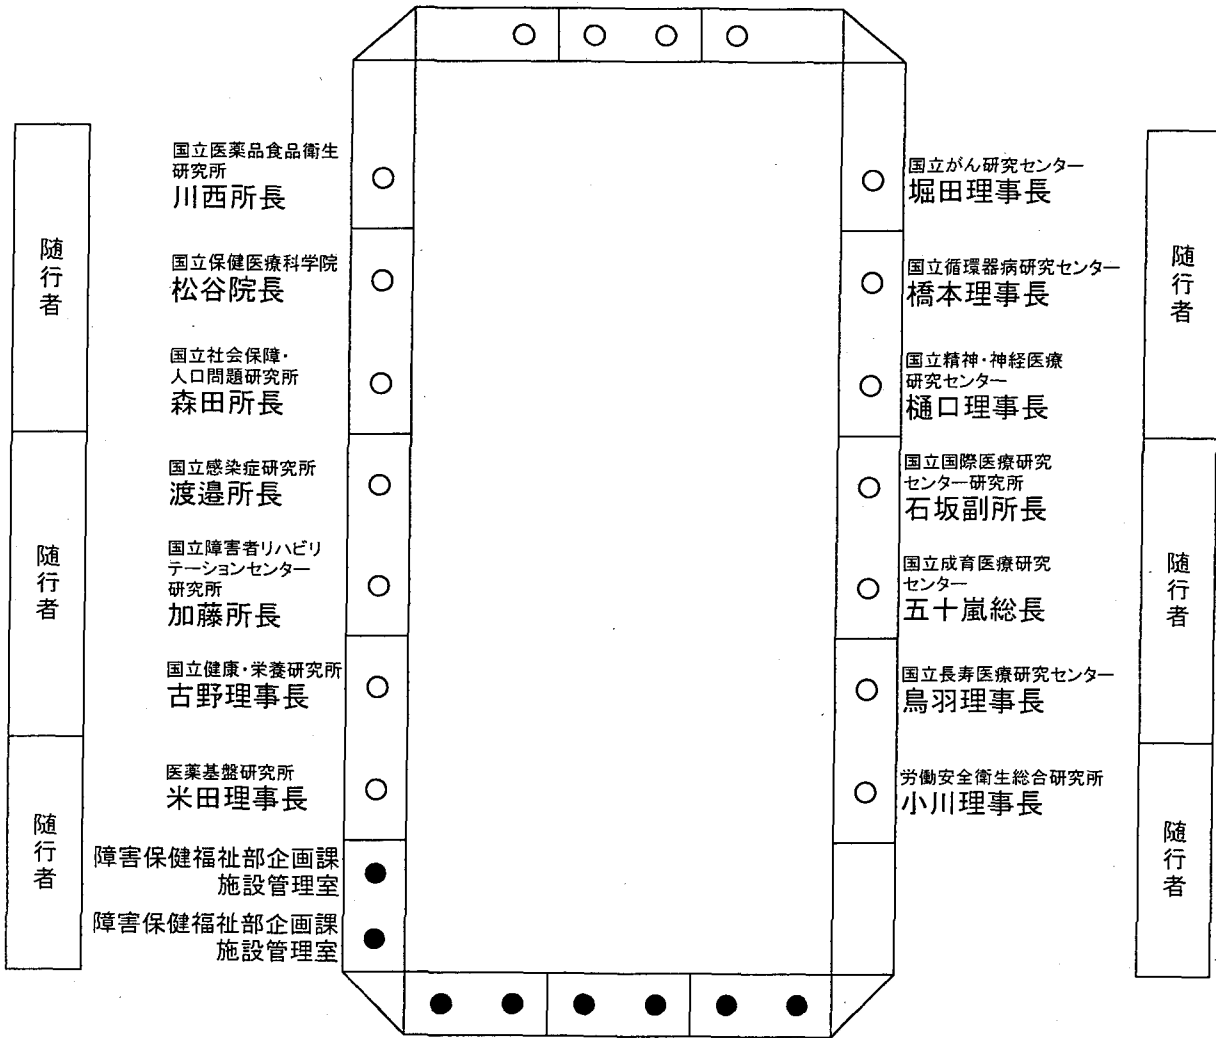 随行者
随行者
随行者
国立医薬品食品衛生
研究所
川西所長
国立保健医療科学院
松谷院長
国立社会保障・
人口問題研究所
森田所長
国立感染症研究所
渡邉所長
国立障害者リハビリ
テーションセンター
研究所
加藤所長
国立健康・栄養研究所
古野理事長
医薬基盤研究所
米田理事長
障害保健福祉部企画課
施設管理室
障害保健福祉部企画課
施設管理室
国立がん研究センター
堀田理事長
国立循環器病研究センター
橋本理事長
国立精神・神経医療
研究センター
樋口理事長
国立国際医療研究
センター研究所
石坂副所長
国立成育医療研究
センター
五十嵐総長
国立長寿医療研究センター
鳥羽理事長
労働安全衛生総合研究所
小川理事長
随行者
随行者
随行者